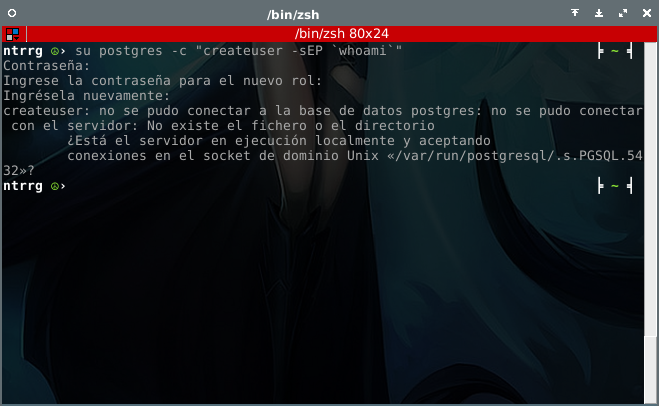 /bin/zsh
/bin/zsh 80x24
ntrrg ☮› su postgres -c "createuser -sEP `whoami`" ╞ ~ ╡
Contraseña:
Ingrese la contraseña para el nuevo rol:
Ingrésela nuevamente:
createuser: no se pudo conectar a la base de datos postgres: no se pudo conectar
con el servidor: No existe el fichero o el directorio
¿Está el servidor en ejecución localmente y aceptando
conexiones en el socket de dominio Unix «/var/run/postgresql/.s.PGSQL.54
32»?
ntrrg ☮› ╞ ~ ╡